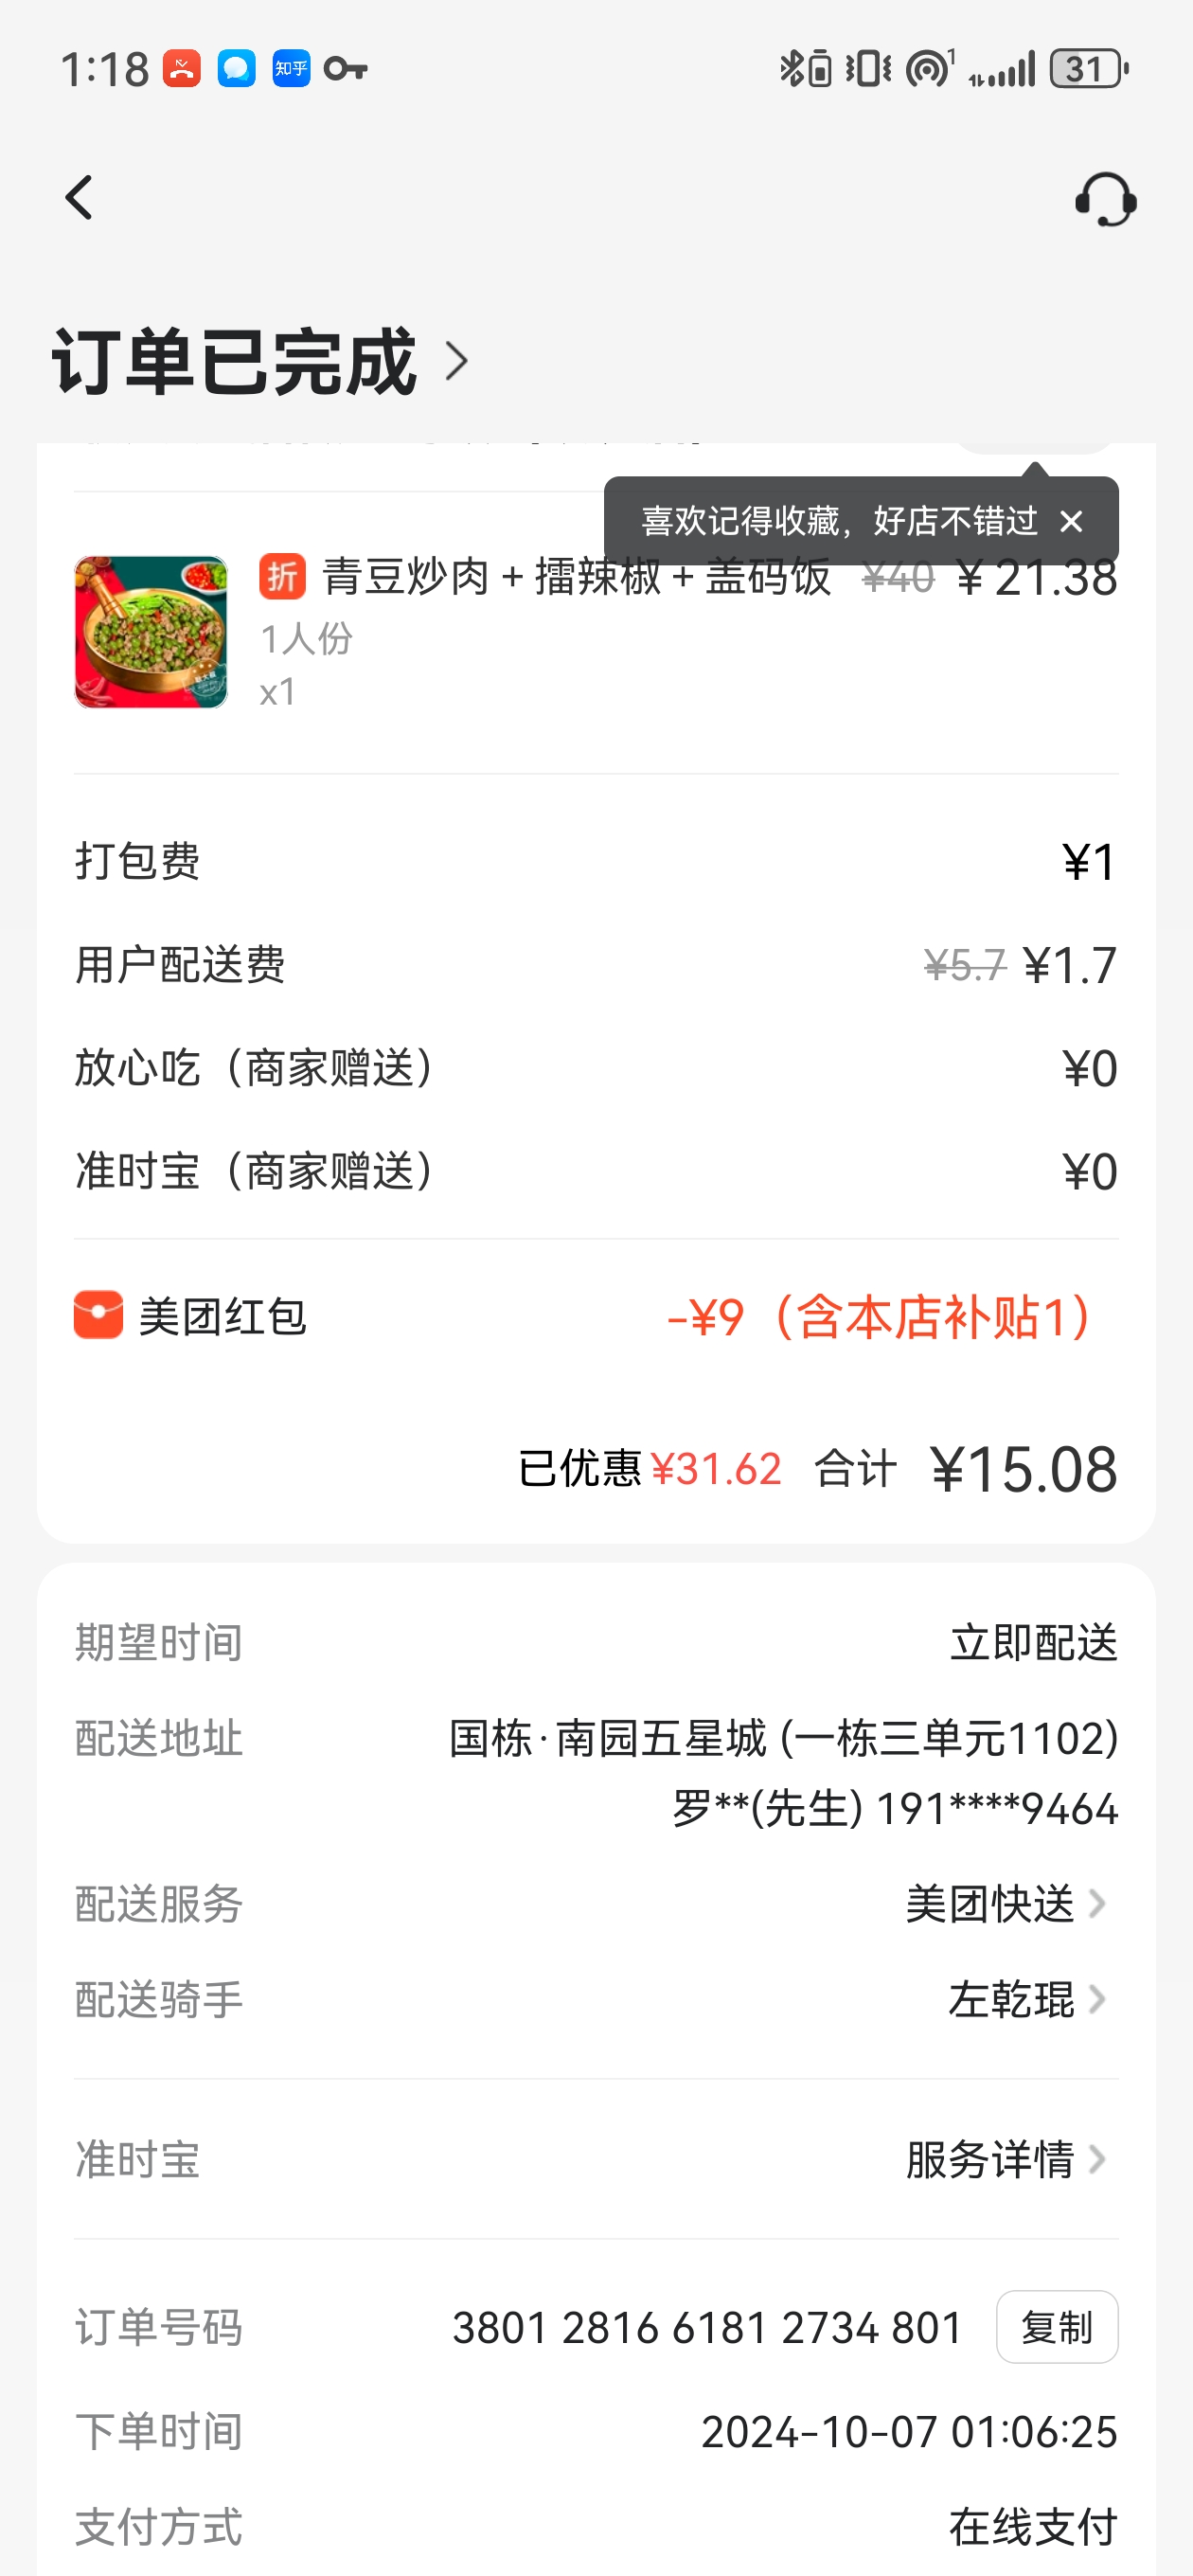 1:18 知乎 1 31
订单已完成
喜欢记得收藏，好店不错过
折 青豆炒肉+擂辣椒+盖码饭 ¥40 ¥21.38
1人份
x1
打包费 ¥1
用户配送费 ¥5.7 ¥1.7
放心吃（商家赠送） ¥0
准时宝（商家赠送） ¥0
美团红包 -¥9（含本店补贴1）
已优惠¥31.62 合计 ¥15.08
期望时间 立即配送
配送地址 国栋·南园五星城 (一栋三单元1102)
罗**(先生) 191****9464
配送服务 美团快送
配送骑手 左乾琨
准时宝 服务详情
订单号码 3801 2816 6181 2734 801 复制
下单时间 2024-10-07 01:06:25
支付方式 在线支付